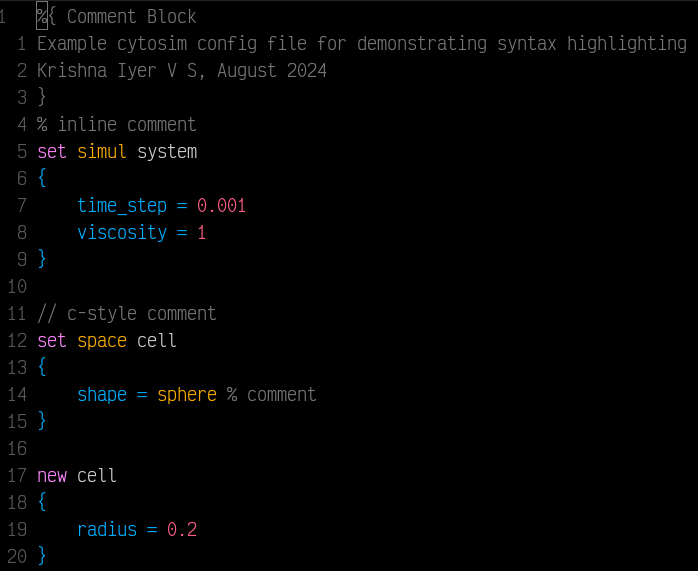 1 %{ Comment Block
1 Example cytosim config file for demonstrating syntax highlighting
2 Krishna Iyer V S, August 2024
3 }
4 % inline comment
5 set simul system
6 {
7     time_step = 0.001
8     viscosity = 1
9 }
10
11 // c-style comment
12 set space cell
13 {
14     shape = sphere % comment
15 }
16
17 new cell
18 {
19     radius = 0.2
20 }